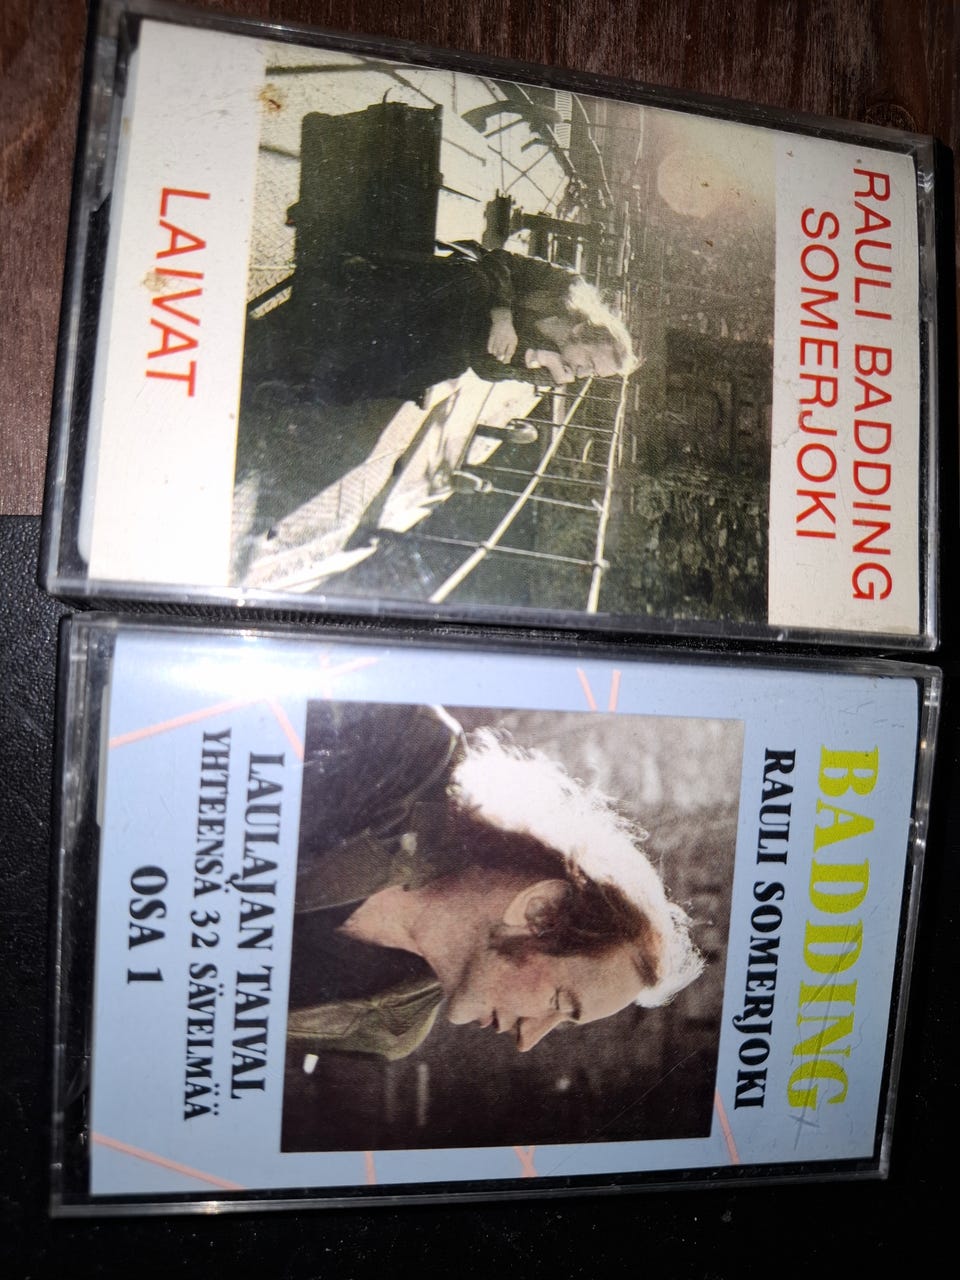 RAULI BADDING
SOMERJOKI
LAIVAT
BADDING
RAULI SOMERJOKI
LAULAJAN TAIVAL
YHTEENSÄ 32 SÄVELMÄÄ
OSA 1